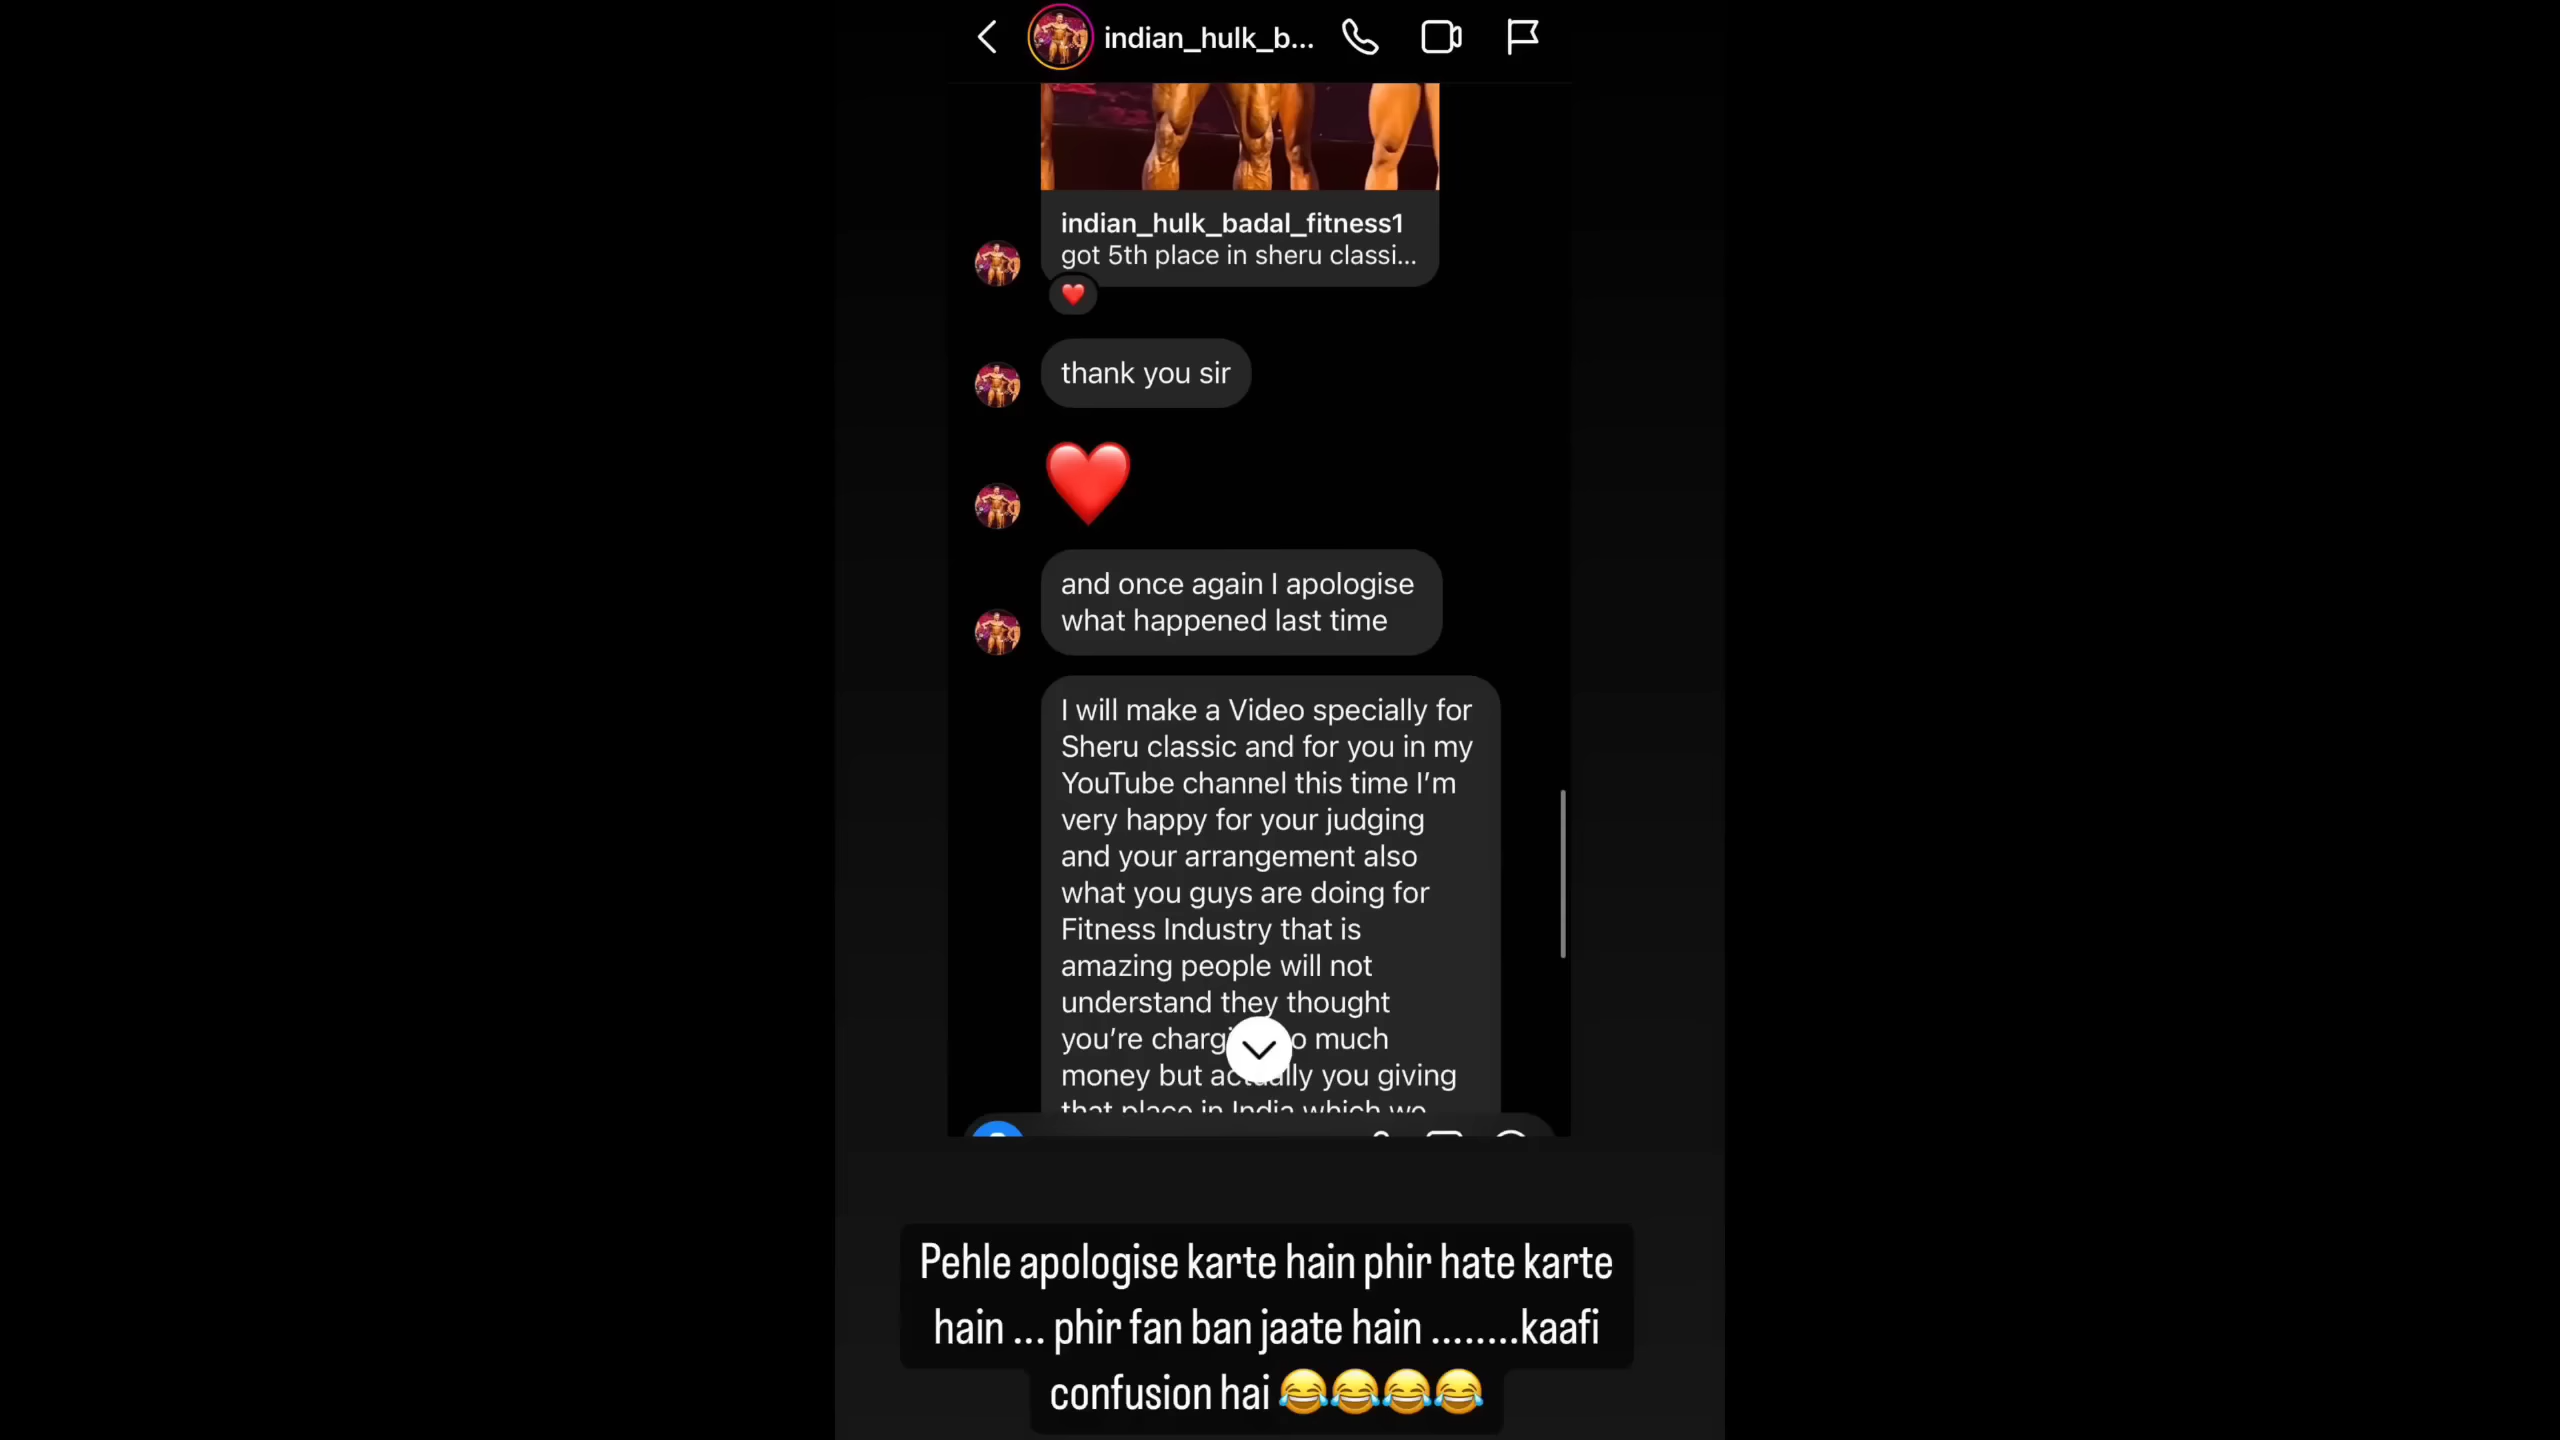 indian_hulk_b...
indian_hulk_badal_fitness1
got 5th place in sheru classi...
thank you sir
and once again I apologise
what happened last time
I will make a Video specially for
Sheru classic and for you in my
YouTube channel this time I’m
very happy for your judging
and your arrangement also
what you guys are doing for
Fitness Industry that is
amazing people will not
understand they thought
you’re much
money but actually you giving
that place in India which we
Pehle apologise karte hain phir hate karte
hain ... phir fan ban jaate hain ........kaafi
confusion hai 😂😂😂😂